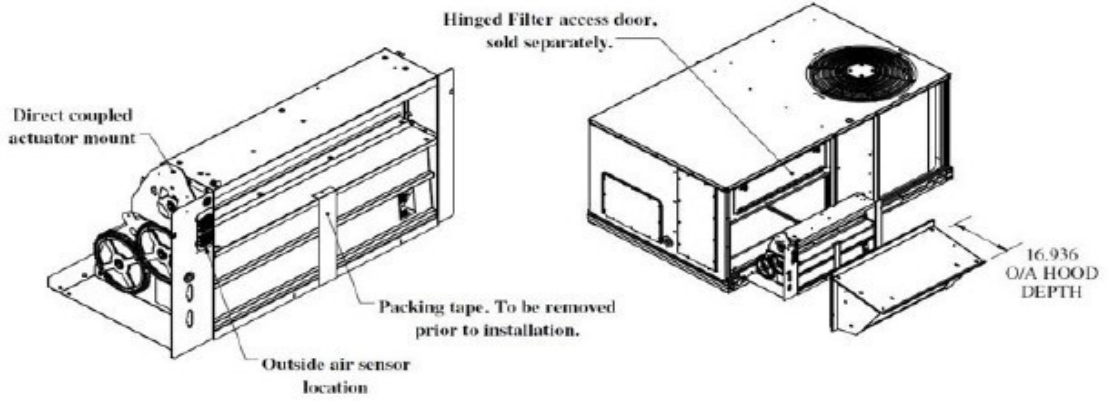 Hinged Filter access door,
sold separately.
Direct coupled
actuator mount
16.936
O/A HOOD
DEPTH
Packing tape. To be removed
prior to installation.
Outside air sensor
location